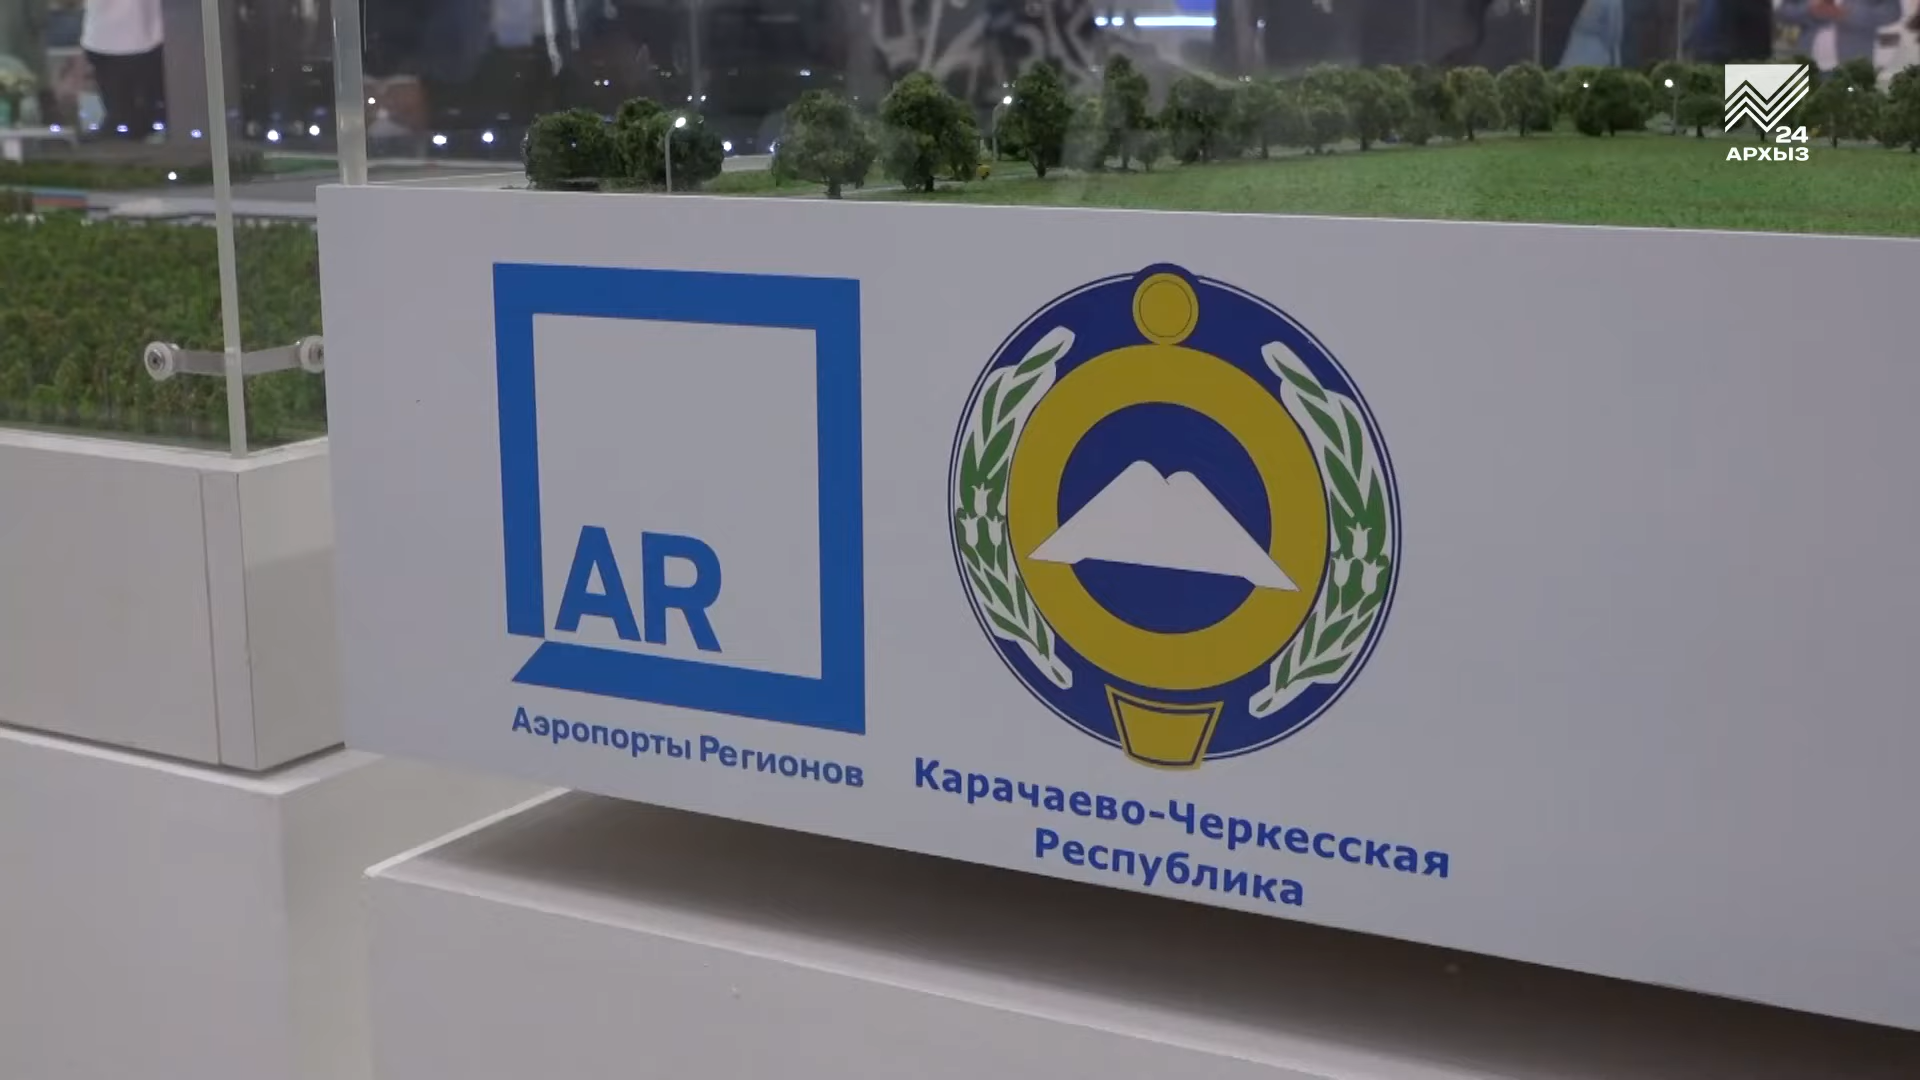 24
АРХЫЗ
AR
Аэропорты Регионов
Карачаево-Черкесская
Республика